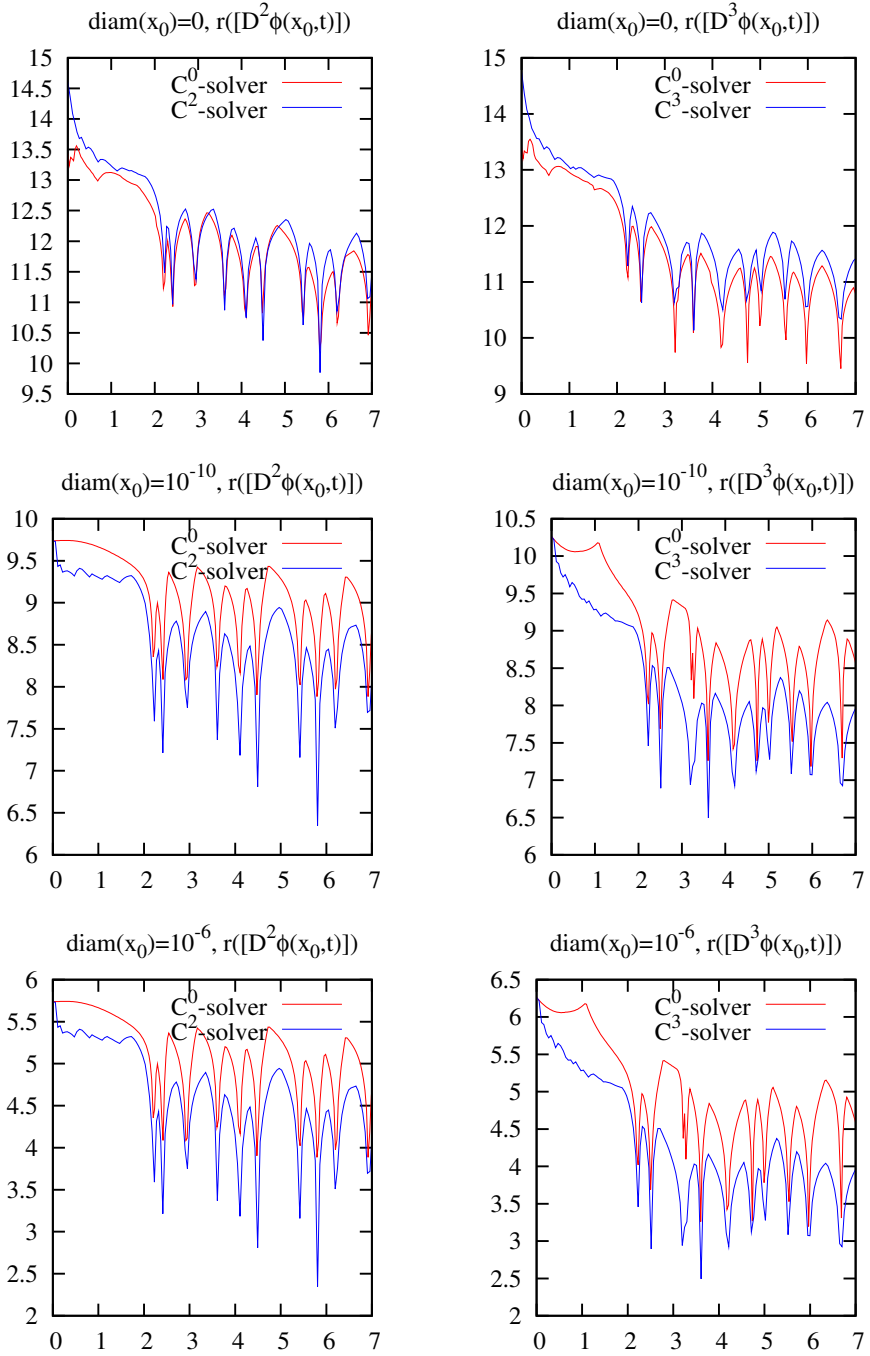 diam(x₀)=0, r([D²ϕ(x₀,t)])
15
14.5
14
13.5
13
12.5
12
11.5
11
10.5
10
9.5
0 1 2 3 4 5 6 7
C⁰-solver
C²-solver
diam(x₀)=0, r([D³ϕ(x₀,t)])
15
14
13
12
11
10
9
0 1 2 3 4 5 6 7
C⁰-solver
C³-solver
diam(x₀)=10⁻¹⁰, r([D²ϕ(x₀,t)])
10
9.5
9
8.5
8
7.5
7
6.5
6
0 1 2 3 4 5 6 7
C⁰-solver
C²-solver
diam(x₀)=10⁻¹⁰, r([D³ϕ(x₀,t)])
10.5
10
9.5
9
8.5
8
7.5
7
6.5
6
0 1 2 3 4 5 6 7
C⁰-solver
C³-solver
diam(x₀)=10⁻⁶, r([D²ϕ(x₀,t)])
6
5.5
5
4.5
4
3.5
3
2.5
2
0 1 2 3 4 5 6 7
C⁰-solver
C²-solver
diam(x₀)=10⁻⁶, r([D³ϕ(x₀,t)])
6.5
6
5.5
5
4.5
4
3.5
3
2.5
2
0 1 2 3 4 5 6 7
C⁰-solver
C³-solver